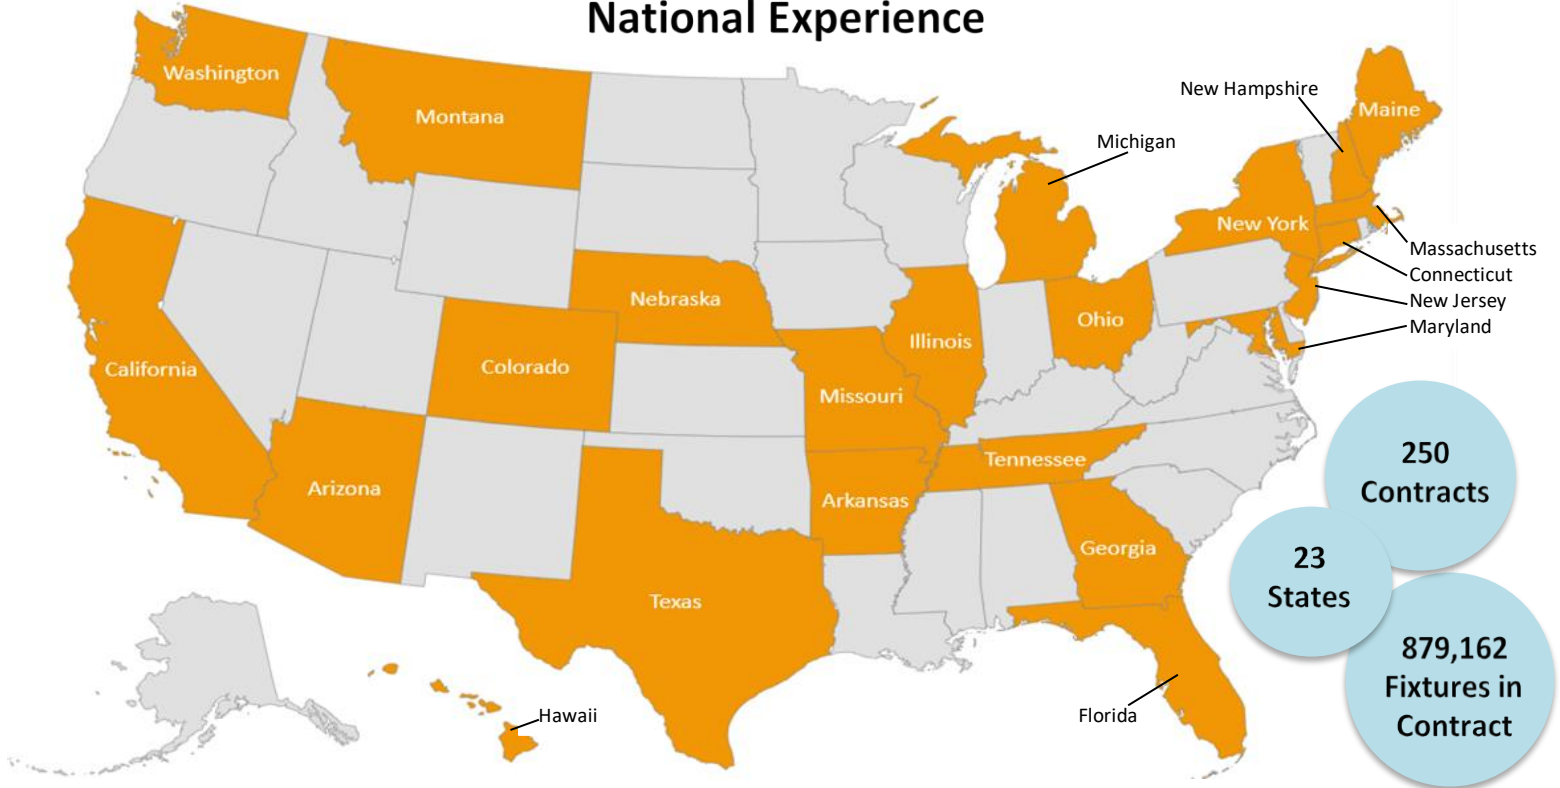 National Experience
Washington
Montana
New Hampshire
Maine
Michigan
New York
Massachusetts
Connecticut
New Jersey
Maryland
Nebraska
Ohio
Illinois
California
Colorado
Missouri
Tennessee
Arizona
Arkansas
Georgia
Texas
Hawaii
Florida
250
Contracts
23
States
879,162
Fixtures in
Contract